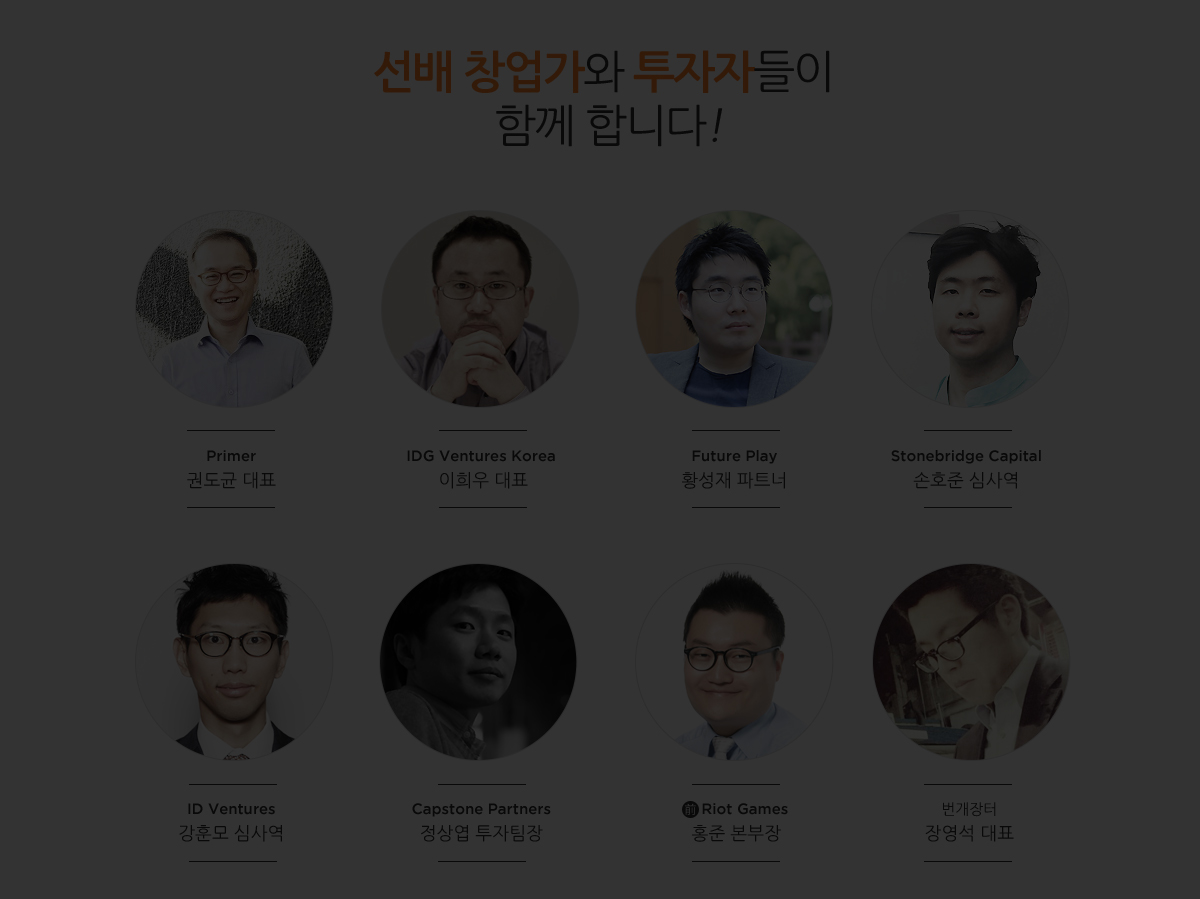 선배 창업가와 투자자들이
함께 합니다!
Primer
권도균 대표
IDG Ventures Korea
이희우 대표
Future Play
황성재 파트너
Stonebridge Capital
손호준 심사역
ID Ventures
강훈모 심사역
Capstone Partners
정상엽 투자팀장
前 Riot Games
홍준 본부장
번개장터
장영석 대표